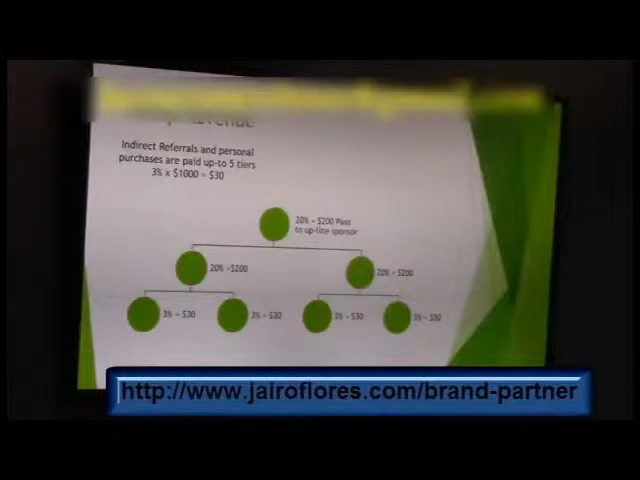 Indirect Referrals and personal
purchases are paid up-to 5 tiers
3% x $1000 = $30
20% = $200 Paid
to up-line sponsor
20% =$200
20% = $200
3% = $30
3% = $30
3% = $30
3% = $30
http://www.jairoflores.com/brand-partner